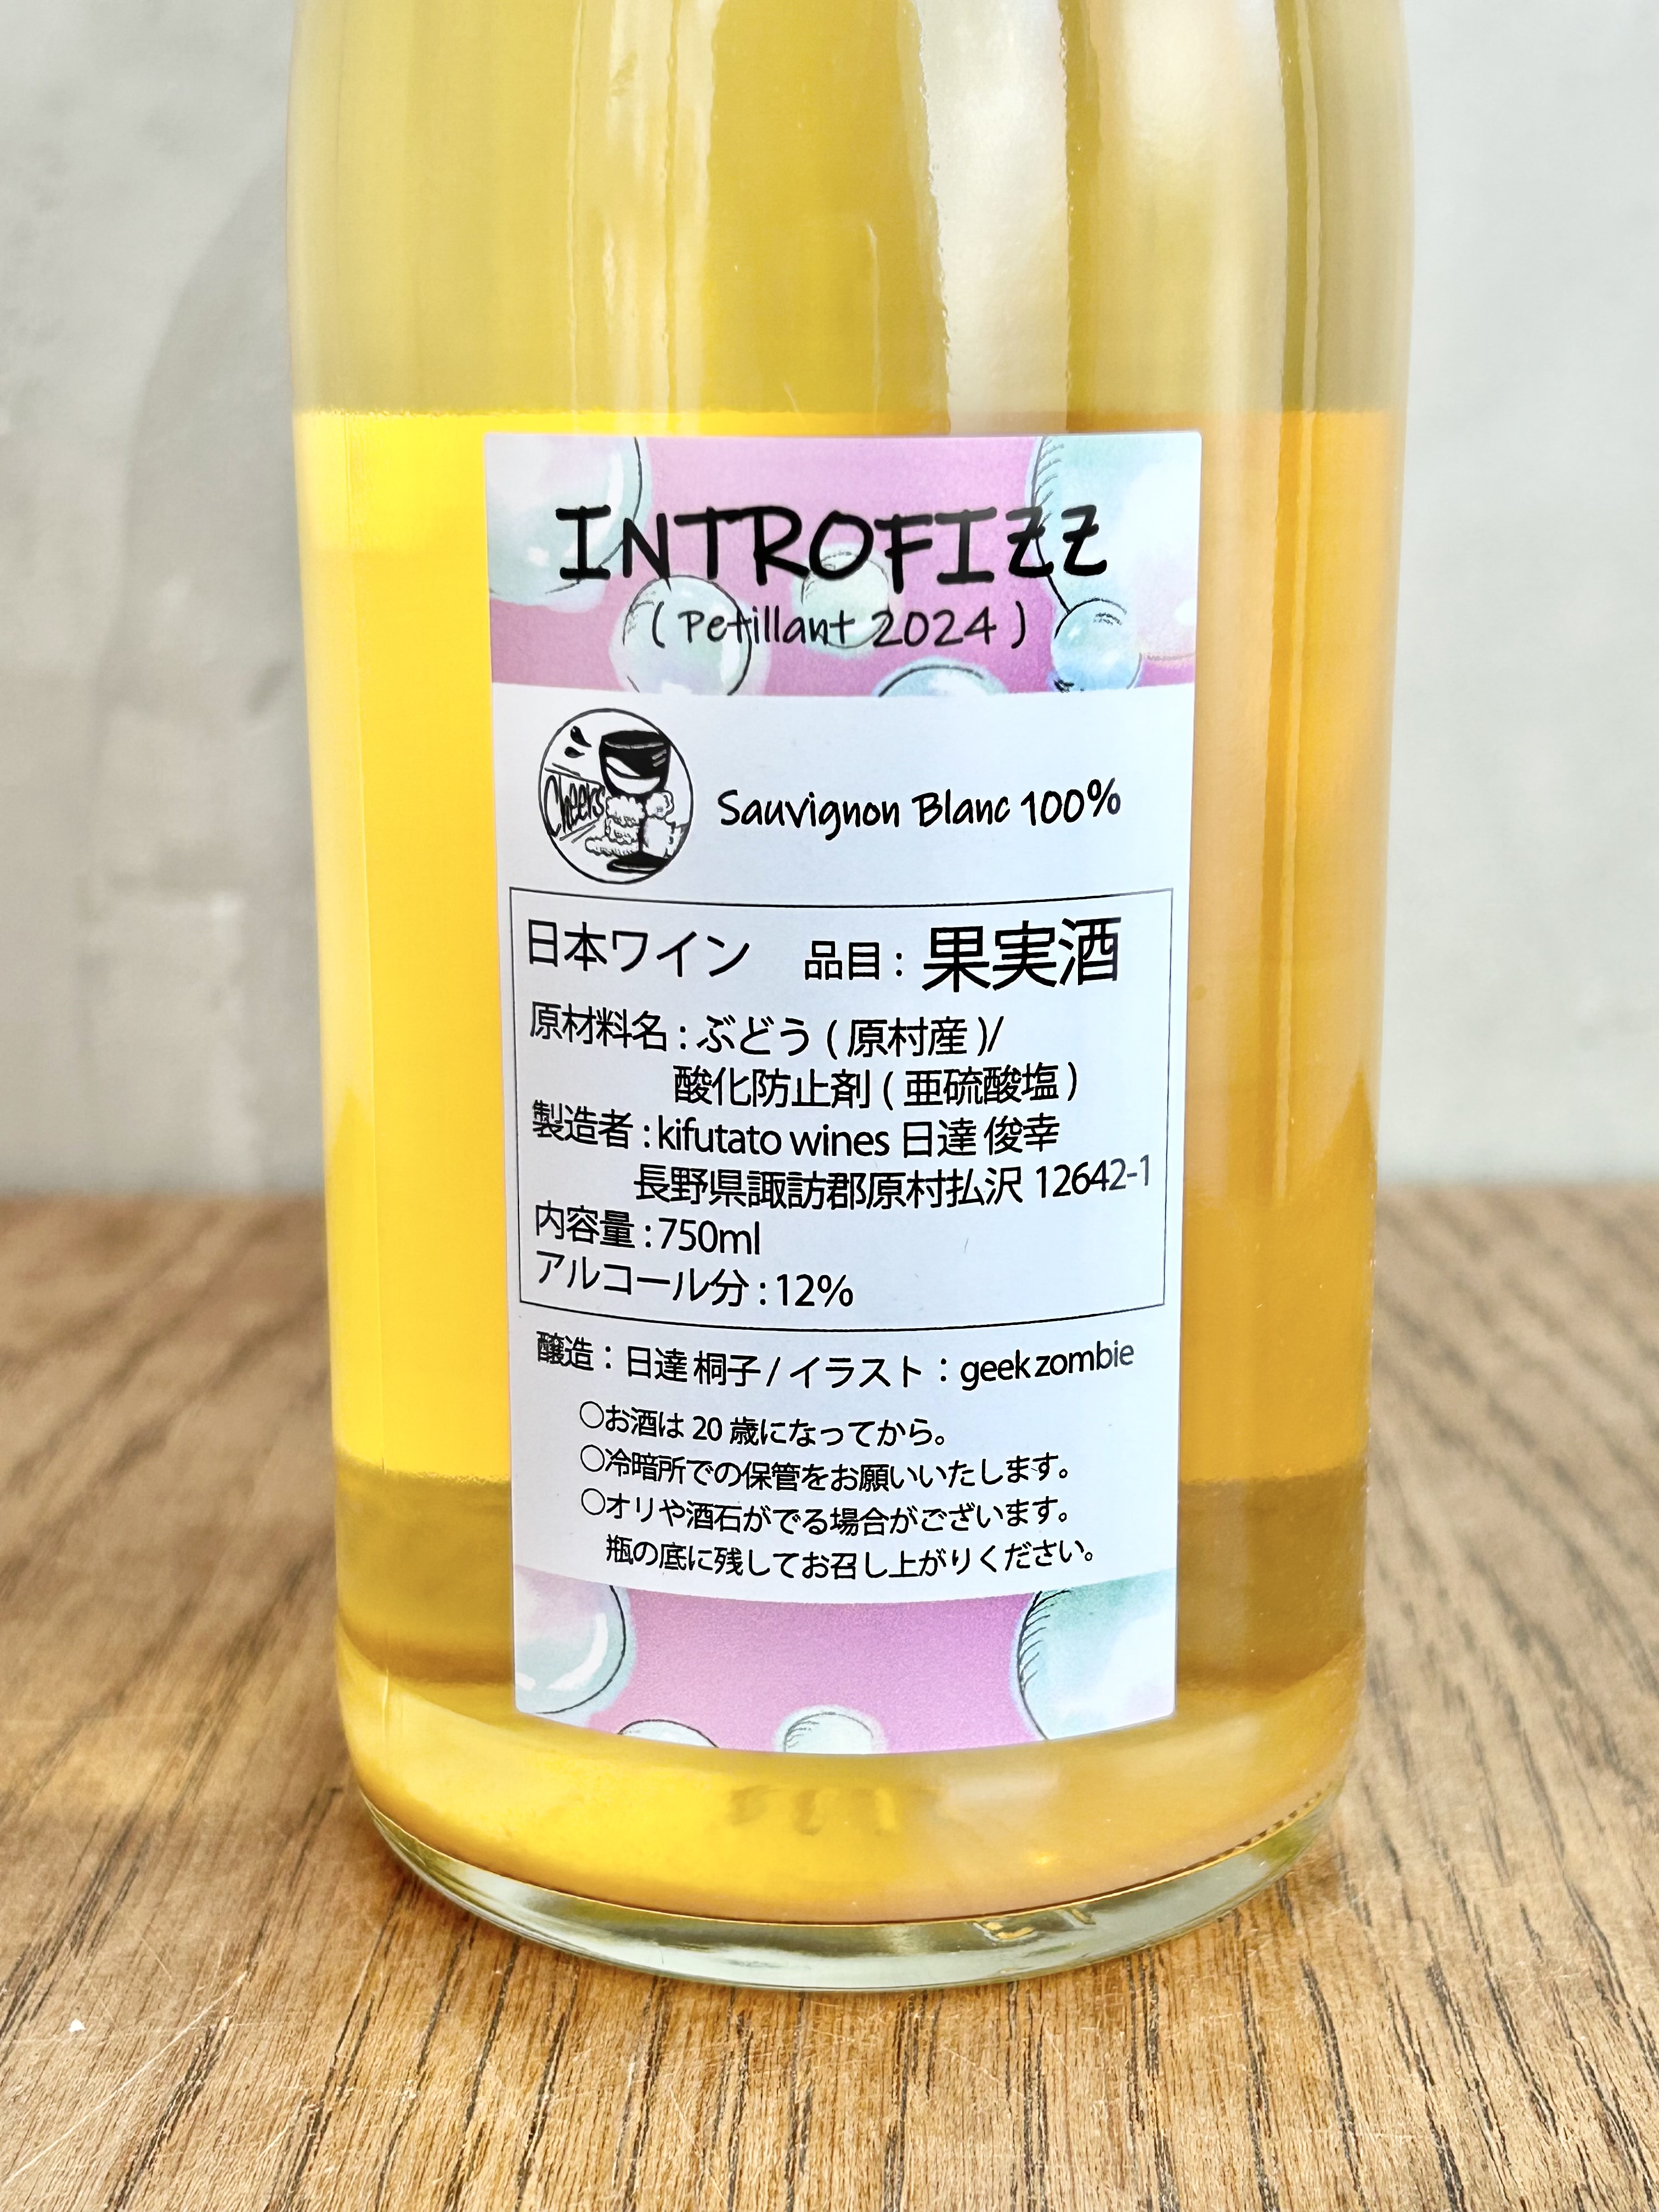 INTROFIZZ
( Petillant 2024 )
Cheers
Sauvignon Blanc 100%
日本ワイン 品目 : 果実酒
原材料名 : ぶどう ( 原村産 )/
酸化防止剤 ( 亜硫酸塩 )
製造者 : kifutato wines 日達 俊幸
長野県諏訪郡原村払沢 12642-1
内容量 : 750ml
アルコール分 : 12%
醸造：日達 桐子 / イラスト：geek zombie
○お酒は 20 歳になってから。
○冷暗所での保管をお願いいたします。
○オリや酒石がでる場合がございます。
瓶の底に残してお召し上がりください。